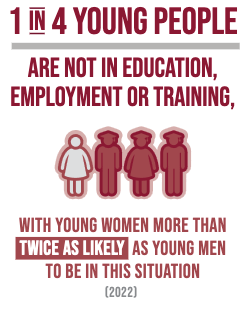 1 IN 4 YOUNG PEOPLE
ARE NOT IN EDUCATION,
EMPLOYMENT OR TRAINING,
WITH YOUNG WOMEN MORE THAN
TWICE AS LIKELY AS YOUNG MEN
TO BE IN THIS SITUATION
(2022)